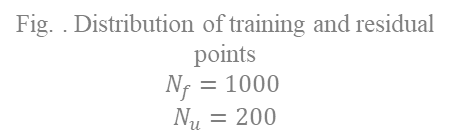 Fig. . Distribution of training and residual
points
N_f = 1000
N_u = 200